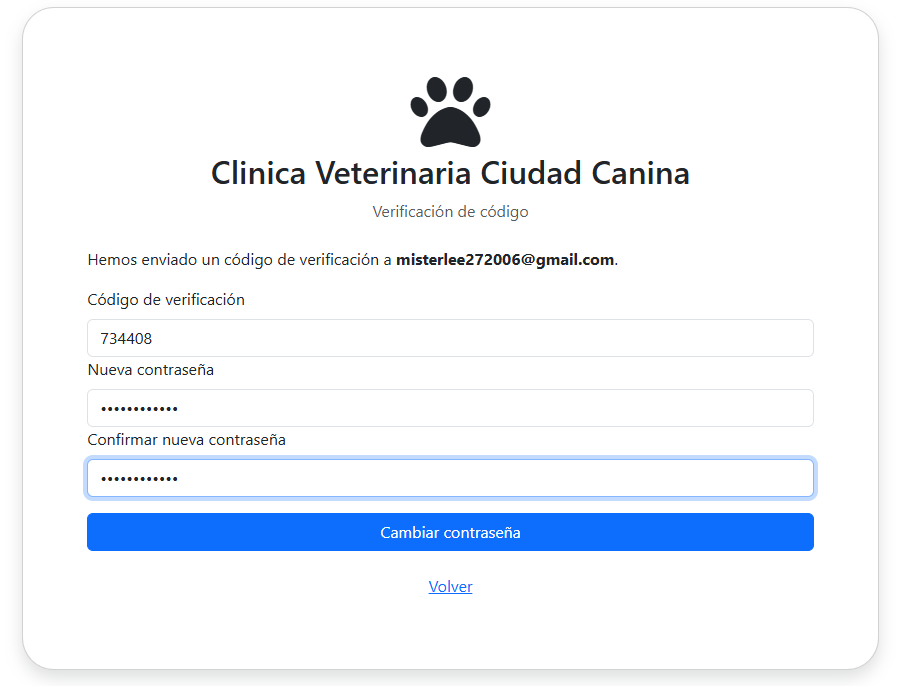 Clinica Veterinaria Ciudad Canina
Verificación de código
Hemos enviado un código de verificación a misterlee272006@gmail.com.
Código de verificación
734408
Nueva contraseña
••••••••••••
Confirmar nueva contraseña
••••••••••••
Cambiar contraseña
Volver